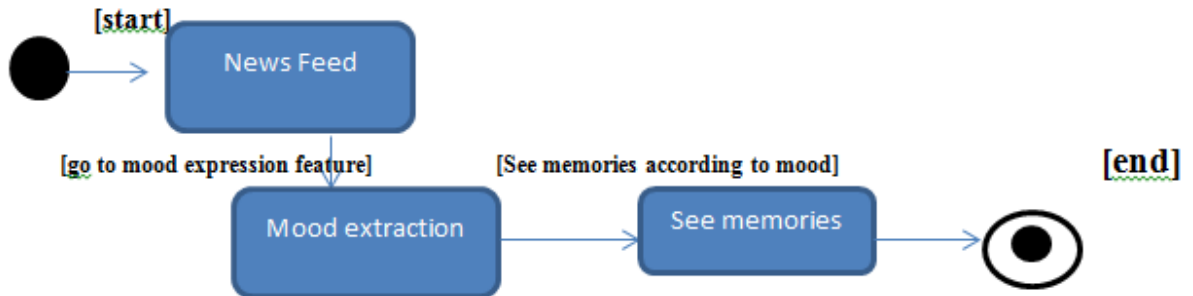 [start]
News Feed
[go to mood expression feature]
[See memories according to mood]
[end]
Mood extraction
See memories